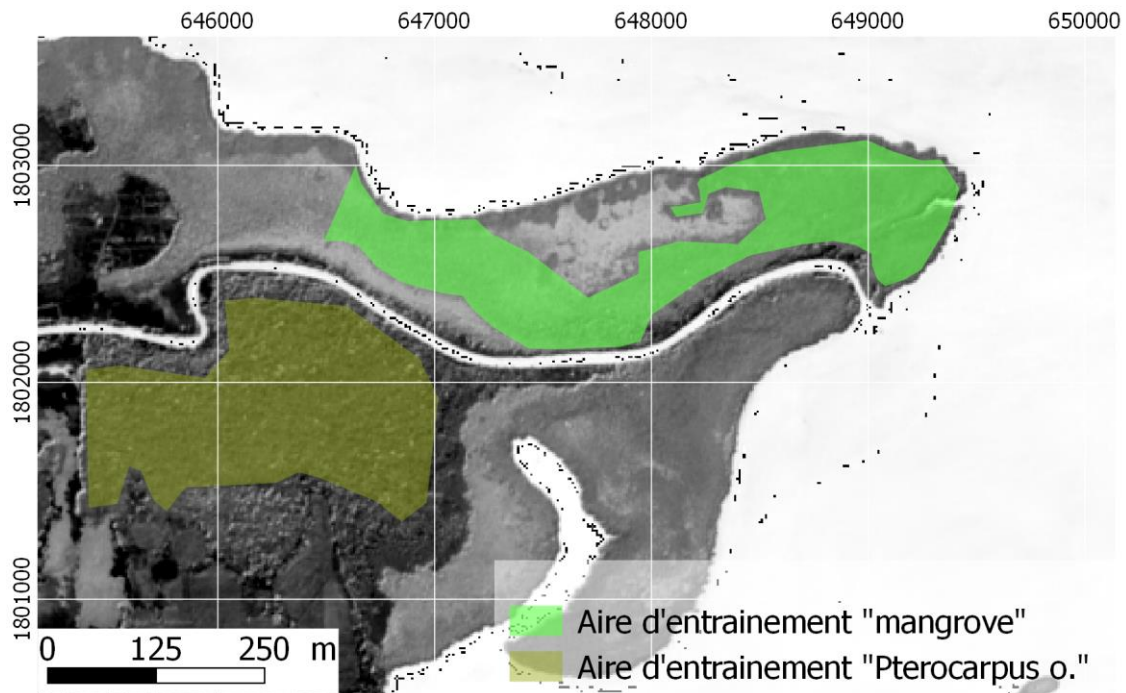 646000 647000 648000 649000 650000
1803000
1802000
1801000
Aire d'entrainement "mangrove"
Aire d'entrainement "Pterocarpus o."
0 125 250 m